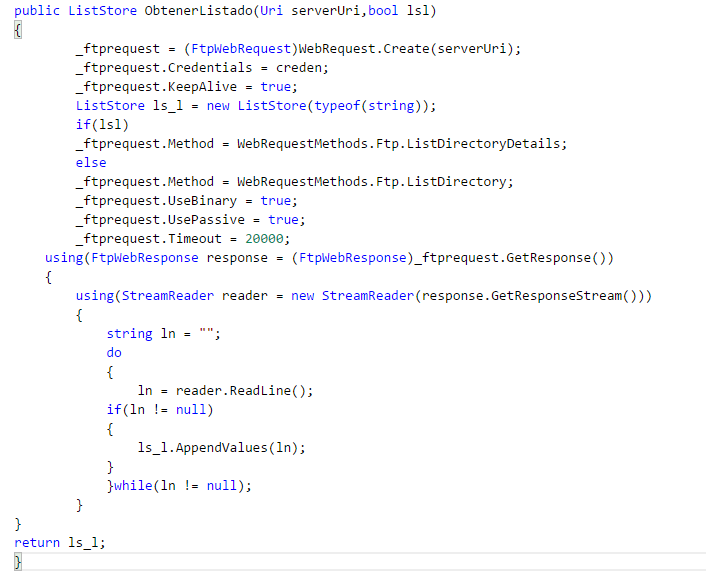 public ListStore ObtenerListado(Uri serverUri,bool lsl)
{
        _ftprequest = (FtpWebRequest)WebRequest.Create(serverUri);
        _ftprequest.Credentials = creden;
        _ftprequest.KeepAlive = true;
        ListStore ls_l = new ListStore(typeof(string));
        if(lsl)
        _ftprequest.Method = WebRequestMethods.Ftp.ListDirectoryDetails;
        else
        _ftprequest.Method = WebRequestMethods.Ftp.ListDirectory;
        _ftprequest.UseBinary = true;
        _ftprequest.UsePassive = true;
        _ftprequest.Timeout = 20000;
    using(FtpWebResponse response = (FtpWebResponse)_ftprequest.GetResponse())
    {
        using(StreamReader reader = new StreamReader(response.GetResponseStream()))
        {
            string ln = "";
            do
            {
                ln = reader.ReadLine();
            if(ln != null)
            {
                ls_l.AppendValues(ln);
            }
            }while(ln != null);
        }
}
return ls_l;
}